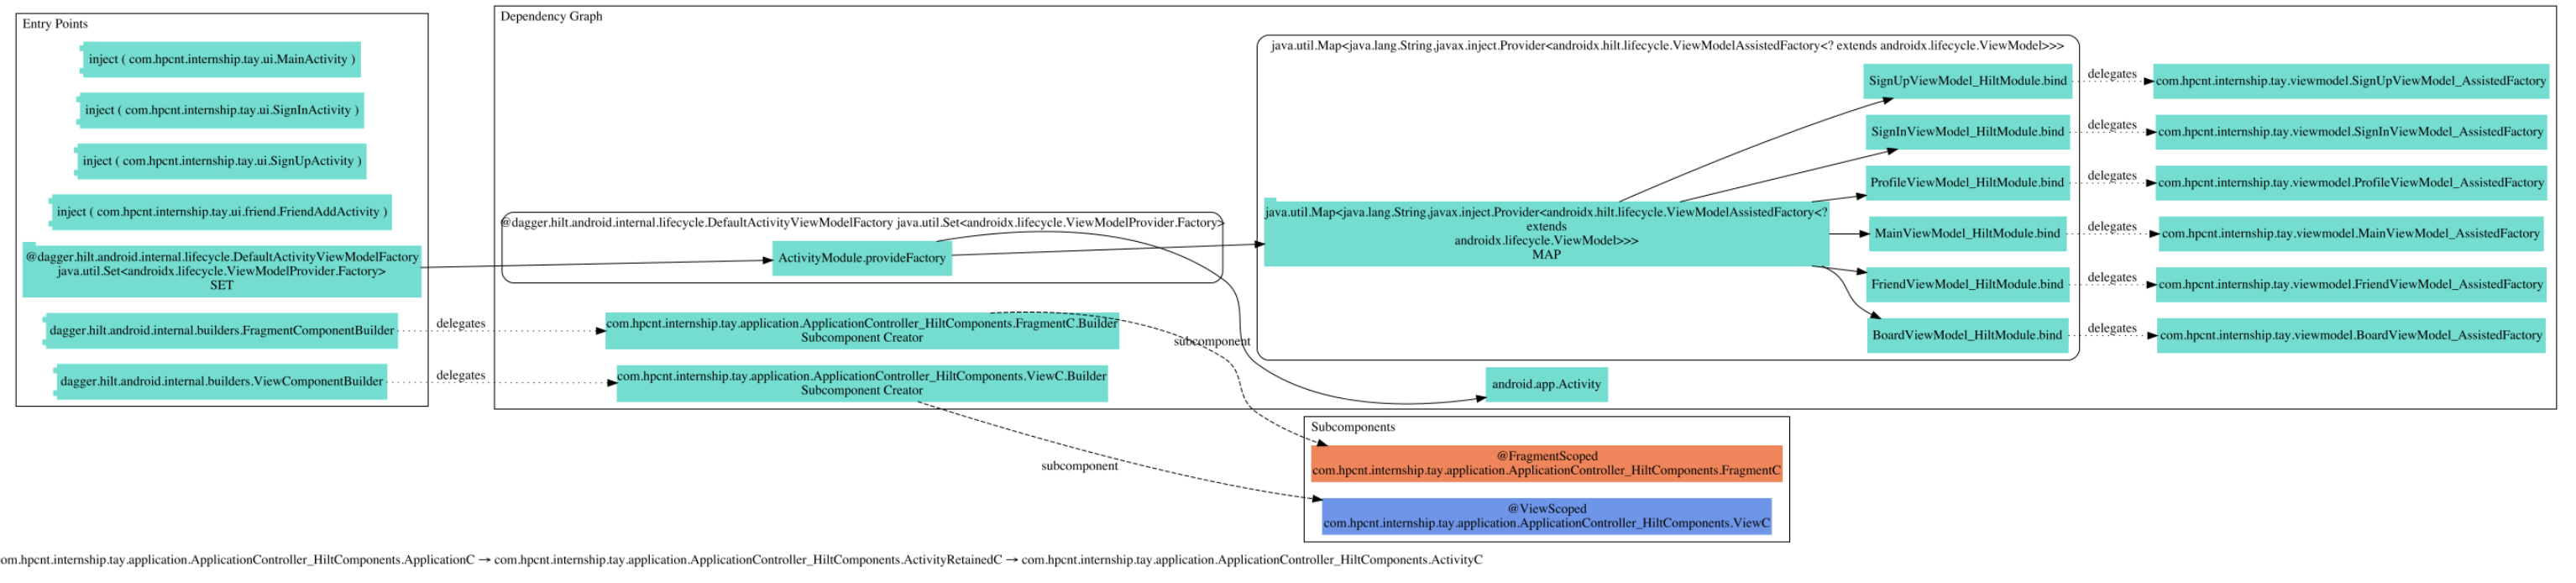 Entry Points
inject ( com.hpcnt.internship.tay.ui.MainActivity )
inject ( com.hpcnt.internship.tay.ui.SignInActivity )
inject ( com.hpcnt.internship.tay.ui.SignUpActivity )
inject ( com.hpcnt.internship.tay.ui.friend.FriendAddActivity )
@dagger.hilt.android.internal.lifecycle.DefaultActivityViewModelFactory
java.util.Set<androidx.lifecycle.ViewModelProvider.Factory>
SET
dagger.hilt.android.internal.builders.FragmentComponentBuilder
dagger.hilt.android.internal.builders.ViewComponentBuilder
delegates
delegates
Dependency Graph
@dagger.hilt.android.internal.lifecycle.DefaultActivityViewModelFactory java.util.Set<androidx.lifecycle.ViewModelProvider.Factory>
ActivityModule.provideFactory
com.hpcnt.internship.tay.application.ApplicationController_HiltComponents.FragmentC.Builder
Subcomponent Creator
com.hpcnt.internship.tay.application.ApplicationController_HiltComponents.ViewC.Builder
Subcomponent Creator
subcomponent
subcomponent
java.util.Map<java.lang.String,javax.inject.Provider<androidx.hilt.lifecycle.ViewModelAssistedFactory<? extends androidx.lifecycle.ViewModel>>>
java.util.Map<java.lang.String,javax.inject.Provider<androidx.hilt.lifecycle.ViewModelAssistedFactory<?
extends
androidx.lifecycle.ViewModel>>>
MAP
SignUpViewModel_HiltModule.bind
delegates
com.hpcnt.internship.tay.viewmodel.SignUpViewModel_AssistedFactory
SignInViewModel_HiltModule.bind
delegates
com.hpcnt.internship.tay.viewmodel.SignInViewModel_AssistedFactory
ProfileViewModel_HiltModule.bind
delegates
com.hpcnt.internship.tay.viewmodel.ProfileViewModel_AssistedFactory
MainViewModel_HiltModule.bind
delegates
com.hpcnt.internship.tay.viewmodel.MainViewModel_AssistedFactory
FriendViewModel_HiltModule.bind
delegates
com.hpcnt.internship.tay.viewmodel.FriendViewModel_AssistedFactory
BoardViewModel_HiltModule.bind
delegates
com.hpcnt.internship.tay.viewmodel.BoardViewModel_AssistedFactory
android.app.Activity
Subcomponents
@FragmentScoped
com.hpcnt.internship.tay.application.ApplicationController_HiltComponents.FragmentC
@ViewScoped
com.hpcnt.internship.tay.application.ApplicationController_HiltComponents.ViewC
om.hpcnt.internship.tay.application.ApplicationController_HiltComponents.ApplicationC → com.hpcnt.internship.tay.application.ApplicationController_HiltComponents.ActivityRetainedC → com.hpcnt.internship.tay.application.ApplicationController_HiltComponents.ActivityC